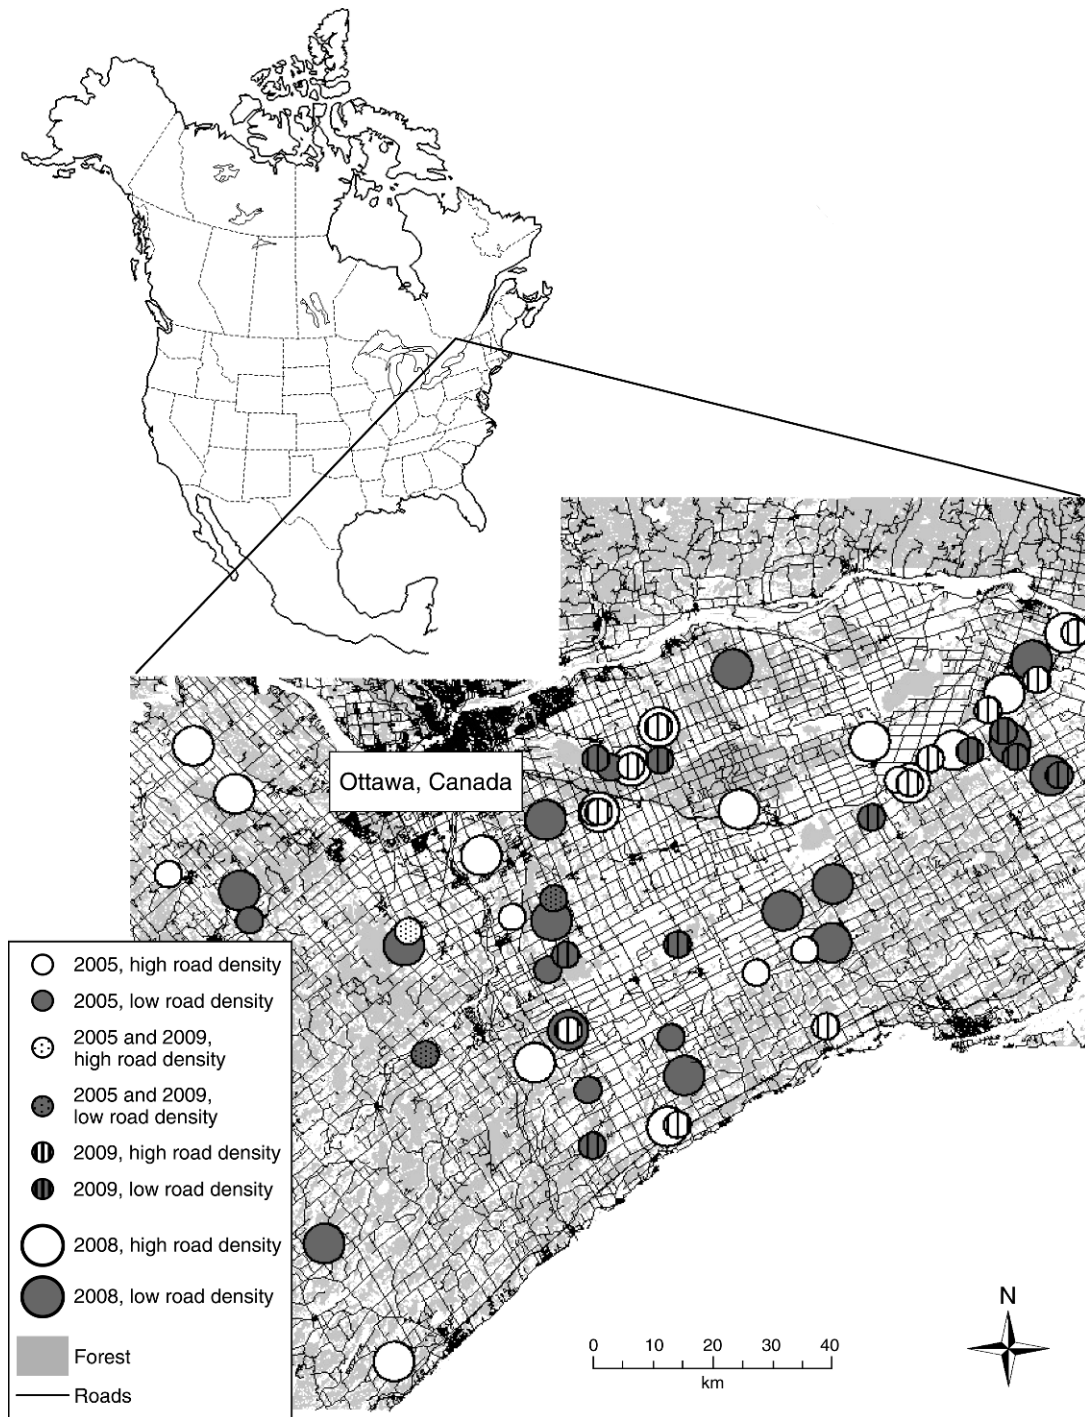 Ottawa, Canada
2005, high road density
2005, low road density
2005 and 2009,
high road density
2005 and 2009,
low road density
2009, high road density
2009, low road density
2008, high road density
2008, low road density
Forest
Roads
0 10 20 30 40
km
N